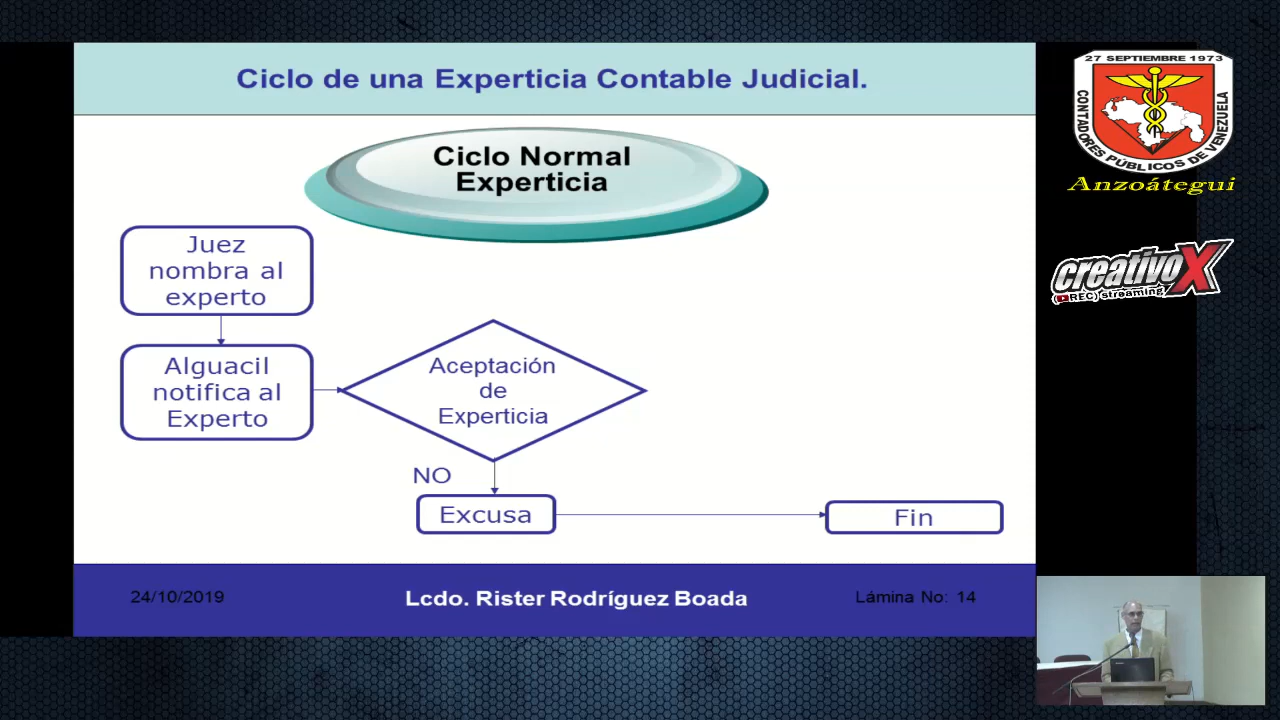 Ciclo de una Experticia Contable Judicial.
Ciclo Normal
Experticia
Juez
nombra al
experto
Alguacil
notifica al
Experto
Aceptación
de
Experticia
NO
Excusa
Fin
24/10/2019
Lcdo. Rister Rodríguez Boada
Lámina No: 14
27 SEPTIEMBRE 1973
CONTADORES PÚBLICOS DE VENEZUELA
Anzoátegui
creativoX
(REC) streaming